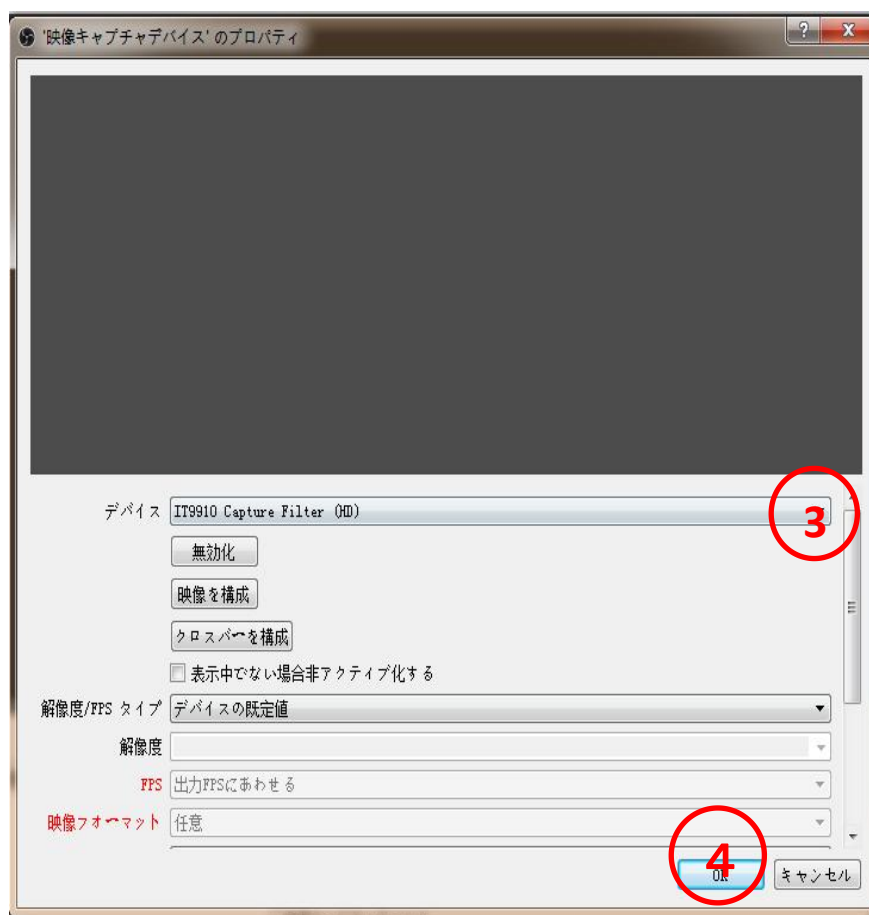 '映像キャプチャデバイス' のプロパティ
デバイス IT9910 Capture Filter (HD) 3
無効化
映像を構成
クロスバーを構成
表示中でない場合非アクティブ化する
解像度/FPS タイプ デバイスの既定値
解像度
FPS 出力FPSにあわせる
映像フォーマット 任意
4
OK キャンセル